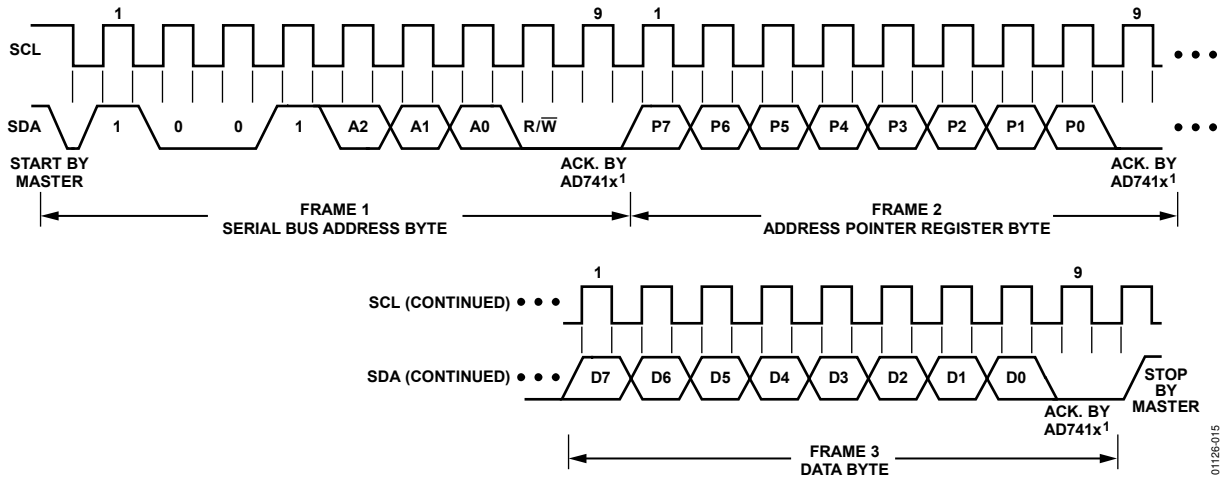 1 9 1 9
SCL
SDA 1 0 0 1 A2 A1 A0 R/W̅ P7 P6 P5 P4 P3 P2 P1 P0
START BY
MASTER
ACK. BY
AD741x¹
ACK. BY
AD741x¹
FRAME 1
SERIAL BUS ADDRESS BYTE
FRAME 2
ADDRESS POINTER REGISTER BYTE
1 9
SCL (CONTINUED)
SDA (CONTINUED) D7 D6 D5 D4 D3 D2 D1 D0
STOP
BY
MASTER
ACK. BY
AD741x¹
FRAME 3
DATA BYTE
01126-015